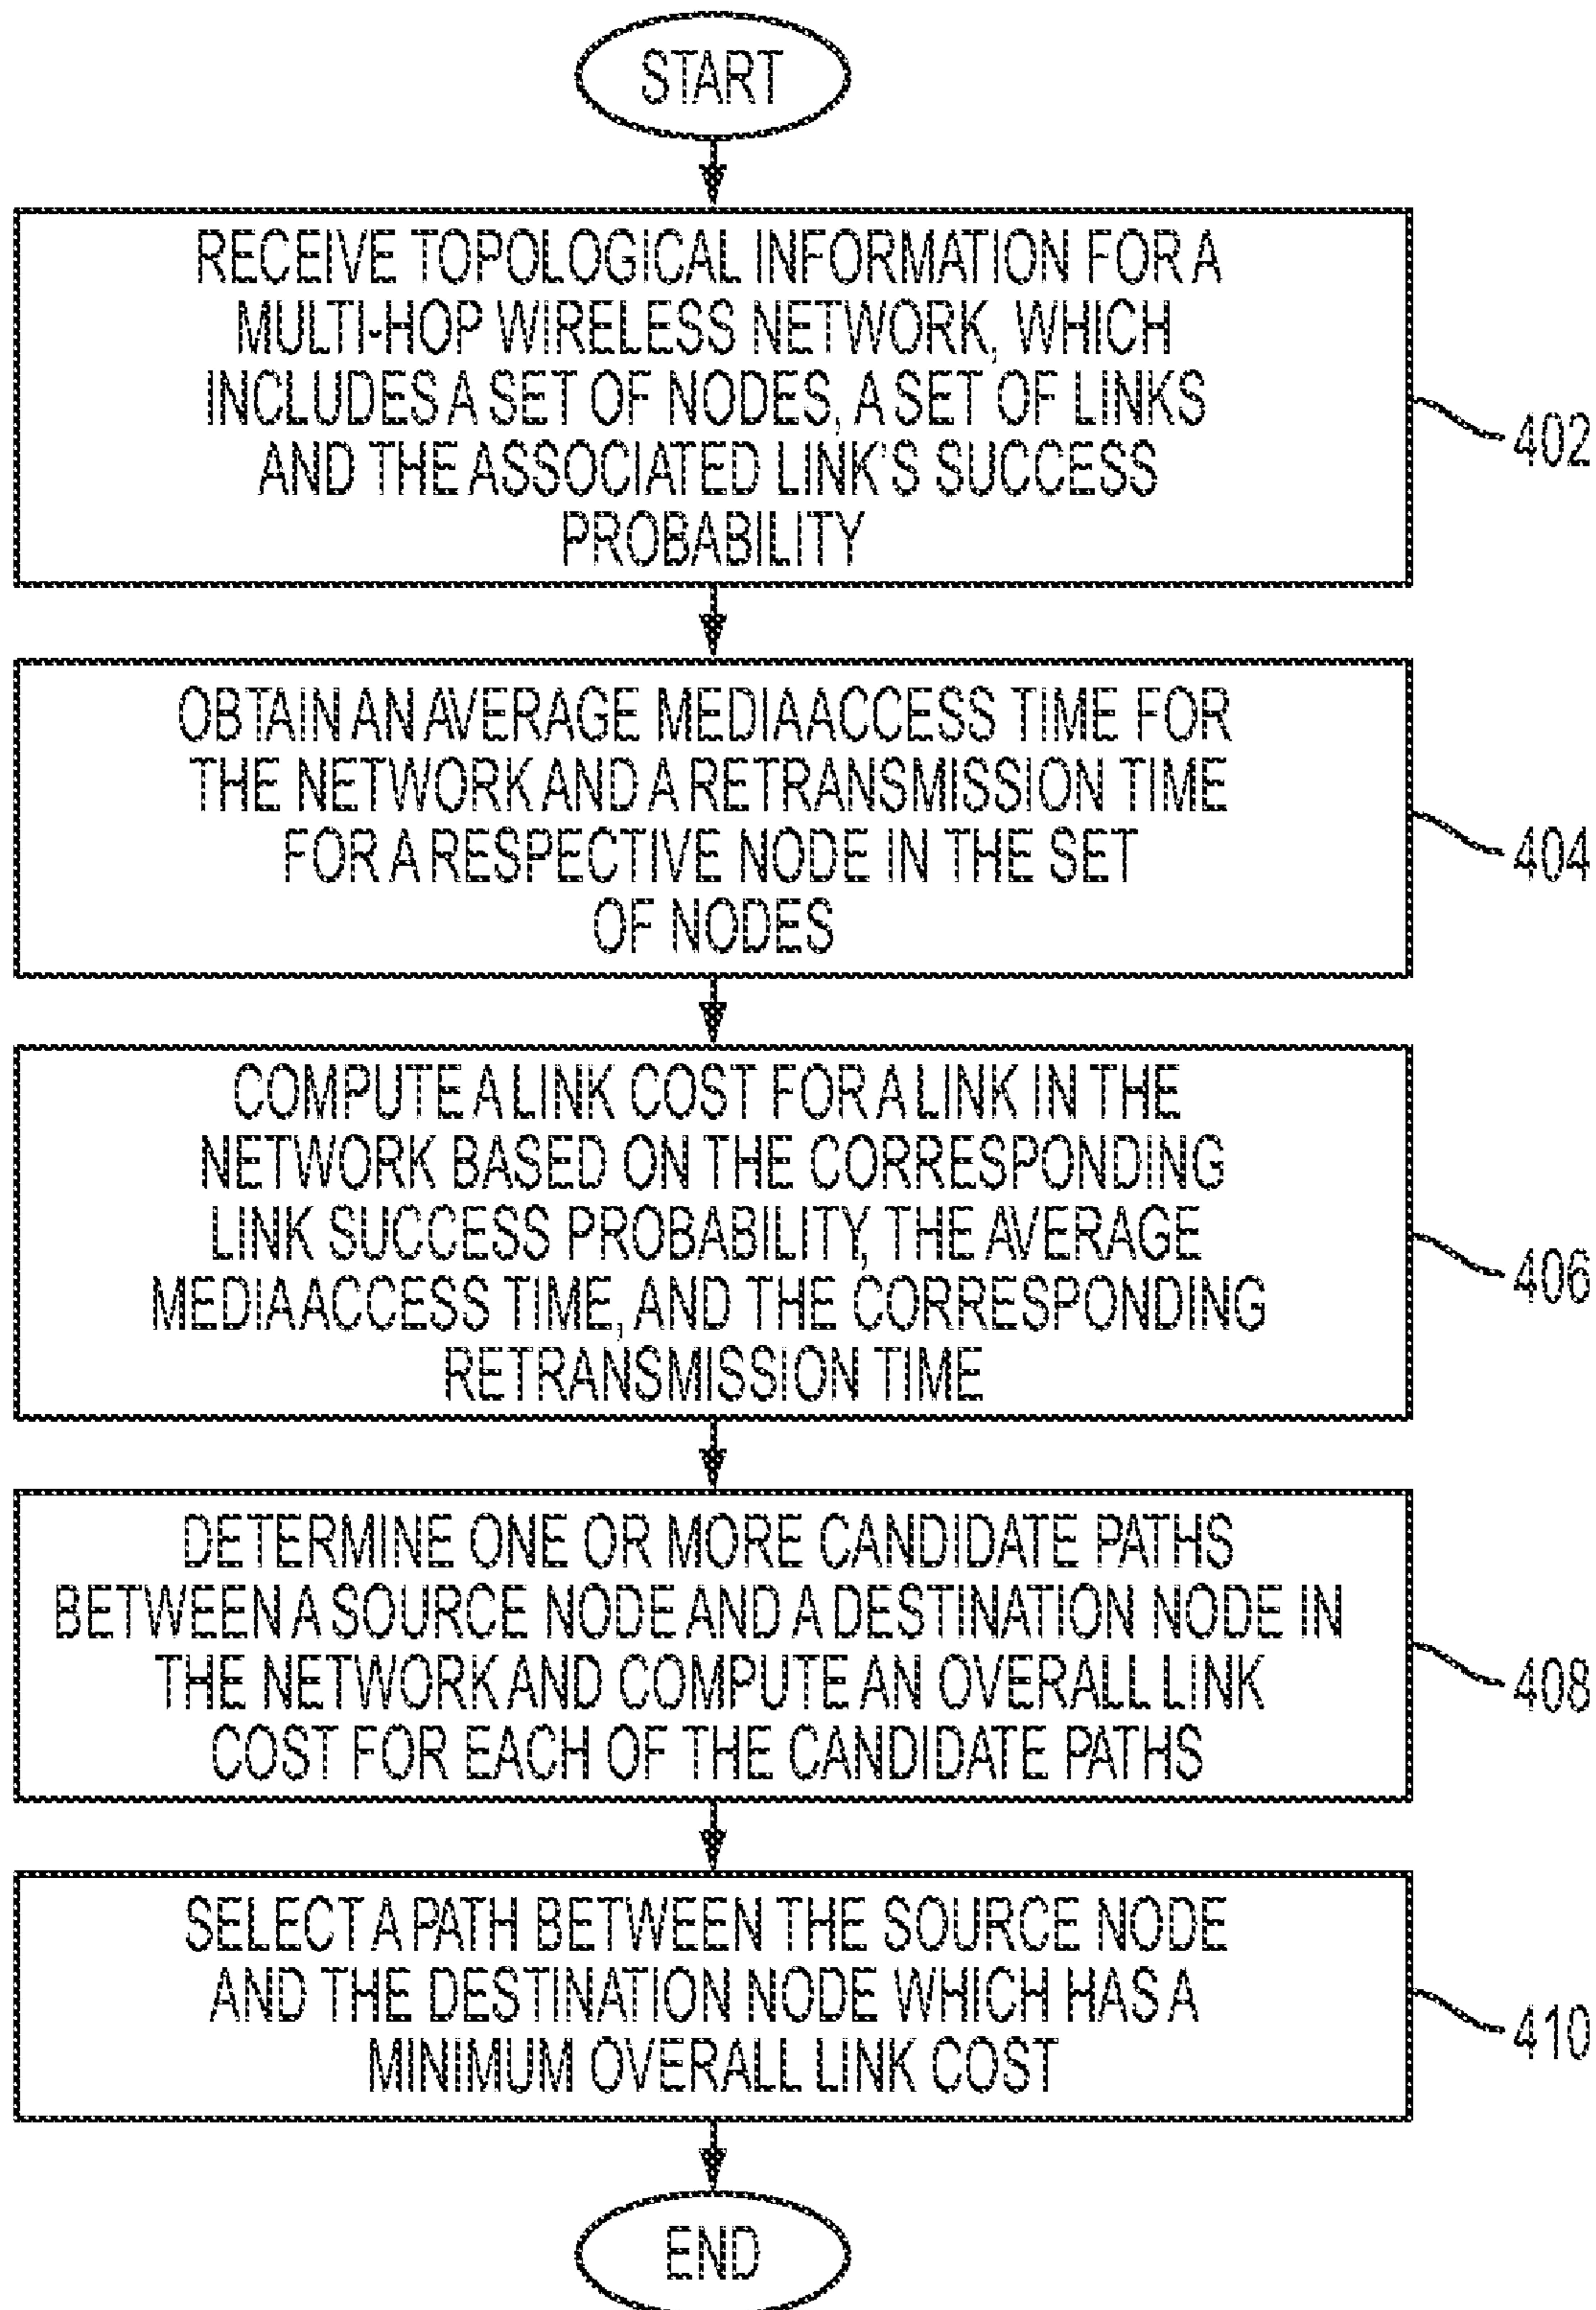 START
RECEIVE TOPOLOGICAL INFORMATION FOR A
MULTI-HOP WIRELESS NETWORK, WHICH
INCLUDES A SET OF NODES, A SET OF LINKS
AND THE ASSOCIATED LINK'S SUCCESS
PROBABILITY
402
OBTAIN AN AVERAGE MEDIA ACCESS TIME FOR
THE NETWORK AND A RETRANSMISSION TIME
FOR A RESPECTIVE NODE IN THE SET
OF NODES
404
COMPUTE A LINK COST FOR A LINK IN THE
NETWORK BASED ON THE CORRESPONDING
LINK SUCCESS PROBABILITY, THE AVERAGE
MEDIA ACCESS TIME, AND THE CORRESPONDING
RETRANSMISSION TIME
406
DETERMINE ONE OR MORE CANDIDATE PATHS
BETWEEN A SOURCE NODE AND A DESTINATION NODE IN
THE NETWORK AND COMPUTE AN OVERALL LINK
COST FOR EACH OF THE CANDIDATE PATHS
408
SELECT A PATH BETWEEN THE SOURCE NODE
AND THE DESTINATION NODE WHICH HAS A
MINIMUM OVERALL LINK COST
410
END